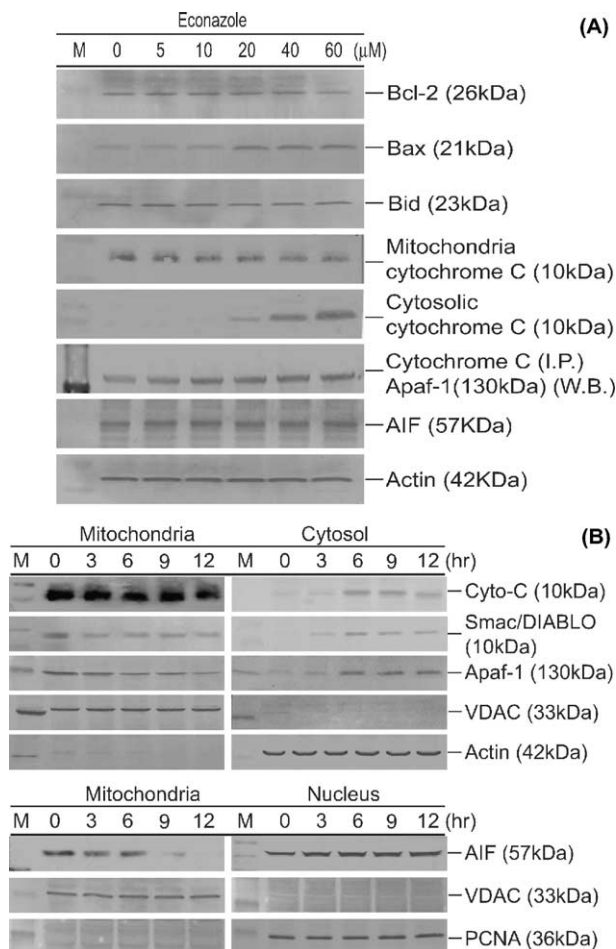 Econazole (A)
M 0 5 10 20 40 60 (μM)
Bcl-2 (26kDa)
Bax (21kDa)
Bid (23kDa)
Mitochondria
cytochrome C (10kDa)
Cytosolic
cytochrome C (10kDa)
Cytochrome C (I.P.)
Apaf-1(130kDa) (W.B.)
AIF (57KDa)
Actin (42KDa)
Mitochondria Cytosol (B)
M 0 3 6 9 12 M 0 3 6 9 12 (hr)
Cyto-C (10kDa)
Smac/DIABLO
(10kDa)
Apaf-1 (130kDa)
VDAC (33kDa)
Actin (42kDa)
Mitochondria Nucleus
M 0 3 6 9 12 M 0 3 6 9 12 (hr)
AIF (57kDa)
VDAC (33kDa)
PCNA (36kDa)